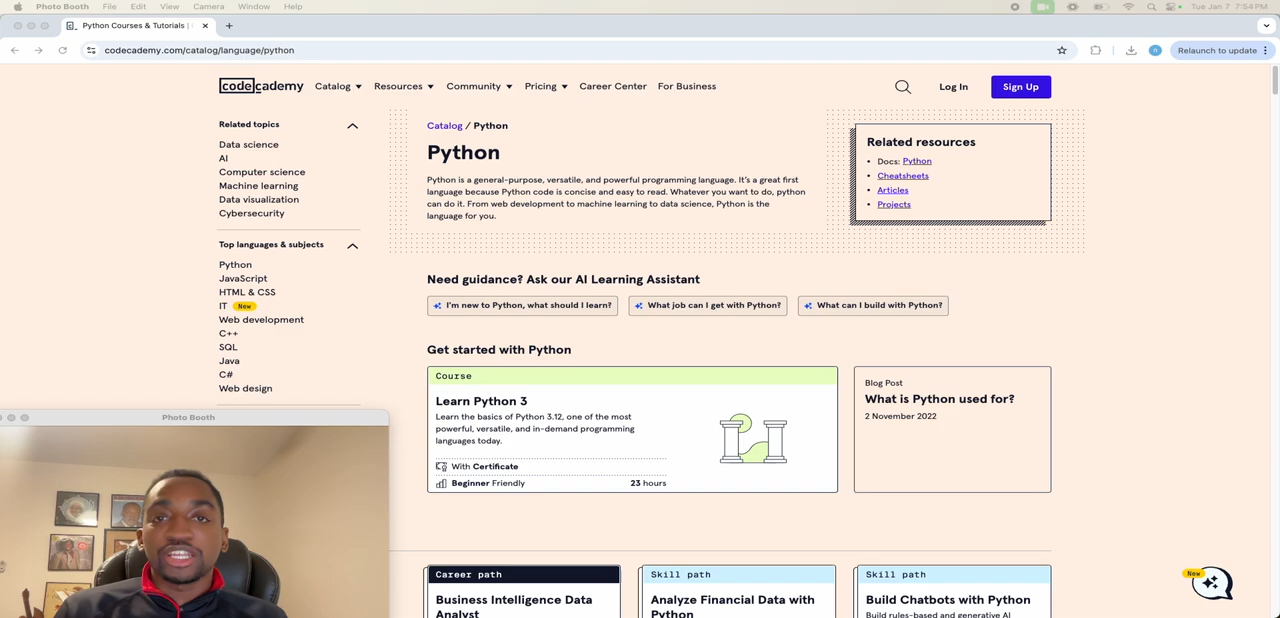 Photo Booth File Edit View Camera Window Help Tue Jan 7 7:54 PM
Python Courses & Tutorials |
codecademy.com/catalog/language/python n Relaunch to update
codecademy Catalog Resources Community Pricing Career Center For Business Log In Sign Up
Related topics
Data science
AI
Computer science
Machine learning
Data visualization
Cybersecurity
Top languages & subjects
Python
JavaScript
HTML & CSS
IT New
Web development
C++
SQL
Java
C#
Web design
Catalog / Python
Python
Python is a general-purpose, versatile, and powerful programming language. It's a great first
language because Python code is concise and easy to read. Whatever you want to do, python
can do it. From web development to machine learning to data science, Python is the
language for you.
Related resources
• Docs: Python
• Cheatsheets
• Articles
• Projects
Need guidance? Ask our AI Learning Assistant
I'm new to Python, what should I learn? What job can I get with Python? What can I build with Python?
Get started with Python
Course
Learn Python 3
Learn the basics of Python 3.12, one of the most
powerful, versatile, and in-demand programming
languages today.
With Certificate
Beginner Friendly 23 hours
Blog Post
What is Python used for?
2 November 2022
Career path
Business Intelligence Data
Analyst
Skill path
Analyze Financial Data with
Python
Skill path
Build Chatbots with Python
Build rules-based and generative AI
New
Photo Booth